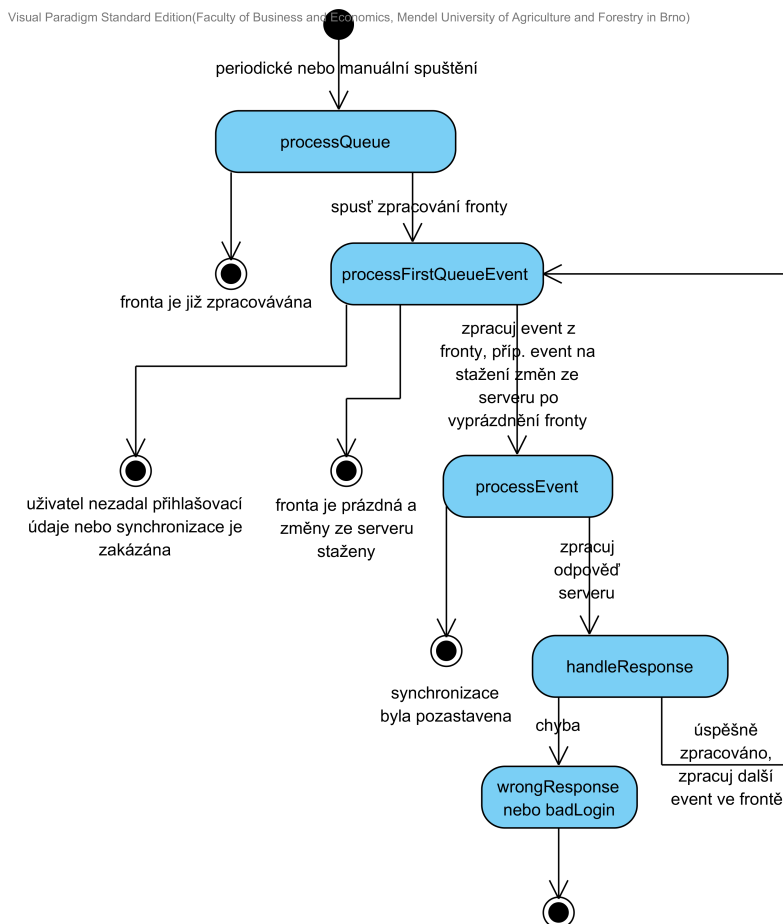 Visual Paradigm Standard Edition(Faculty of Business and Economics, Mendel University of Agriculture and Forestry in Brno)
periodické nebo manuální spuštění
processQueue
spusť zpracování fronty
processFirstQueueEvent
fronta je již zpracovávána
zpracuj event z
fronty, příp. event na
stažení změn ze
serveru po
vyprázdnění fronty
uživatel nezadal přihlašovací
údaje nebo synchronizace je
zakázána
fronta je prázdná a
změny ze serveru
staženy
processEvent
zpracuj
odpověď
serveru
handleResponse
synchronizace
byla pozastavena
chyba
úspěšně
zpracováno,
zpracuj další
event ve frontě
wrongResponse
nebo badLogin